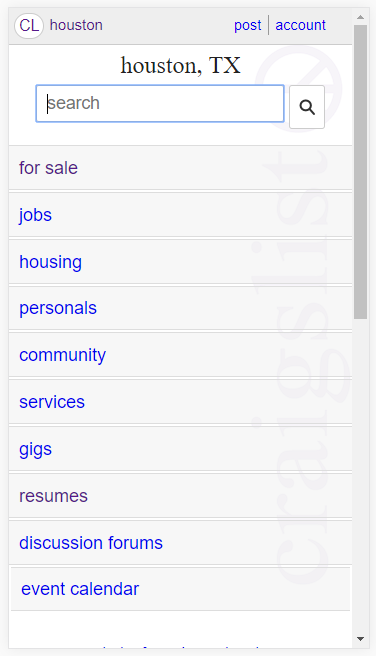 CL houston post account
houston, TX
search
for sale
jobs
housing
personals
community
services
gigs
resumes
discussion forums
event calendar
craigslist